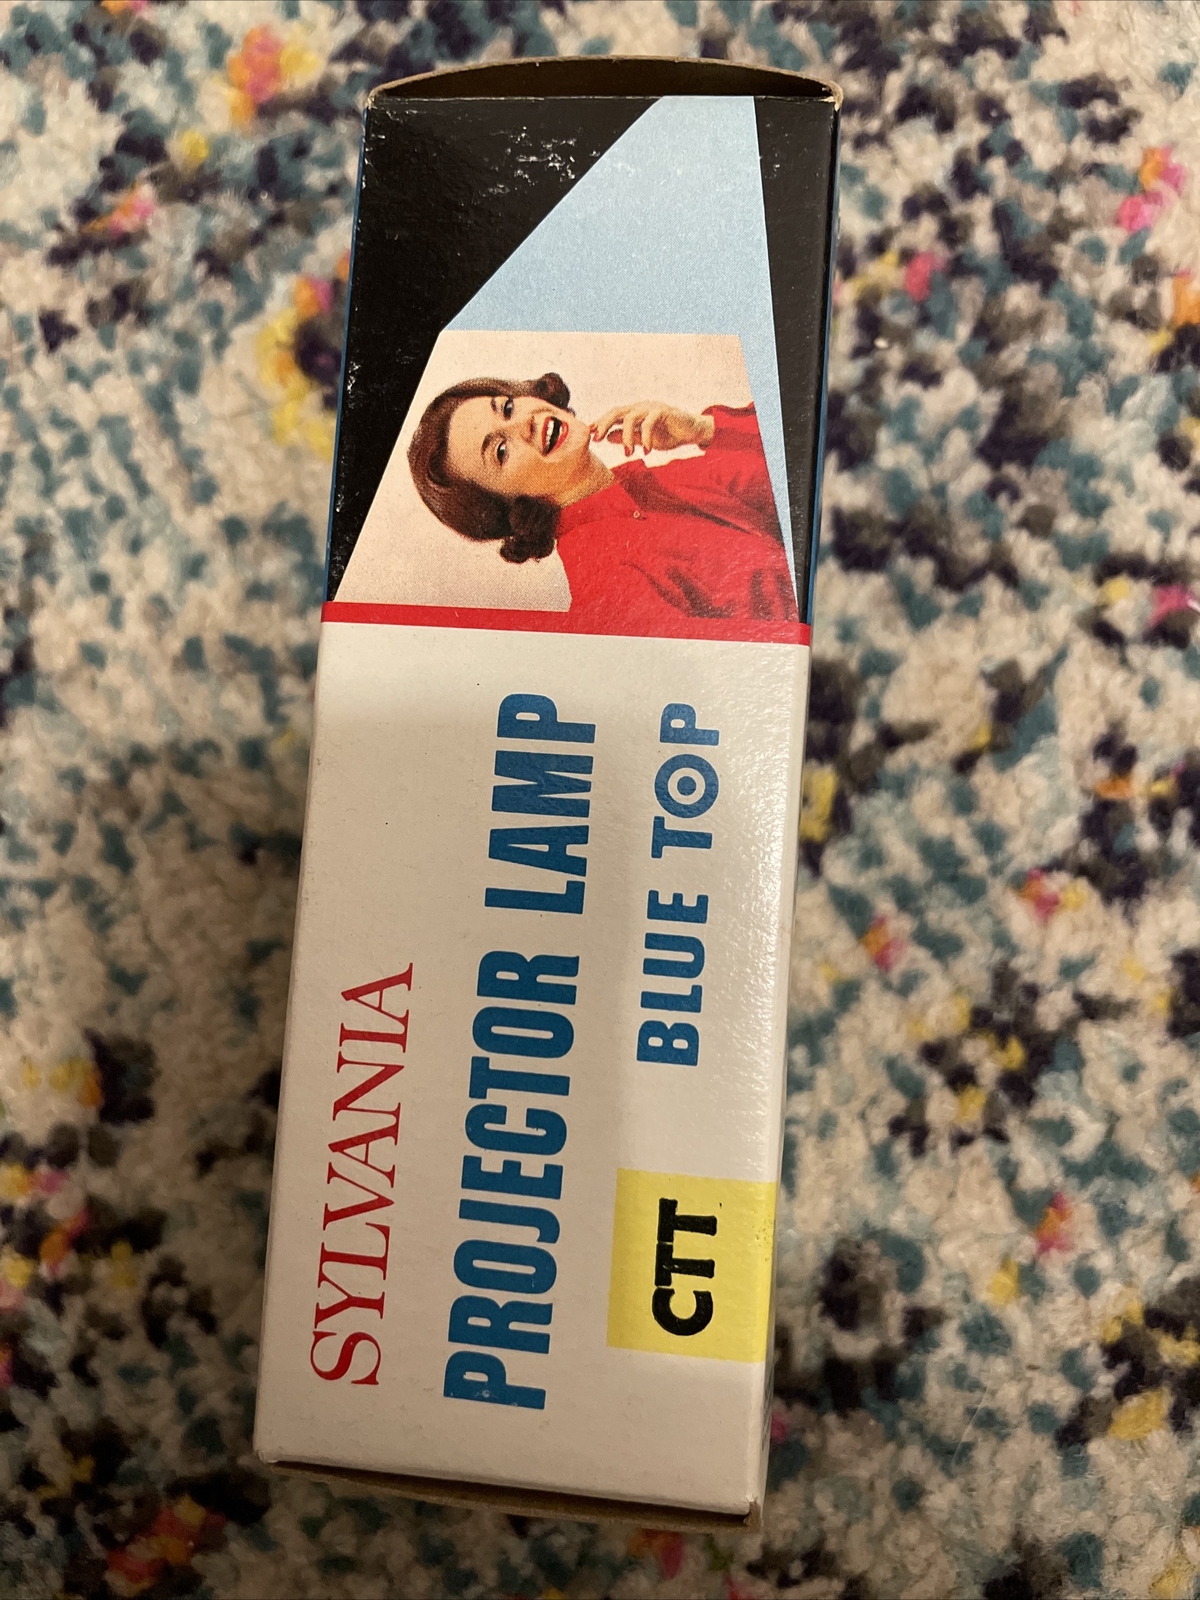 SYLVANIA
PROJECTOR LAMP
CTT BLUE TOP